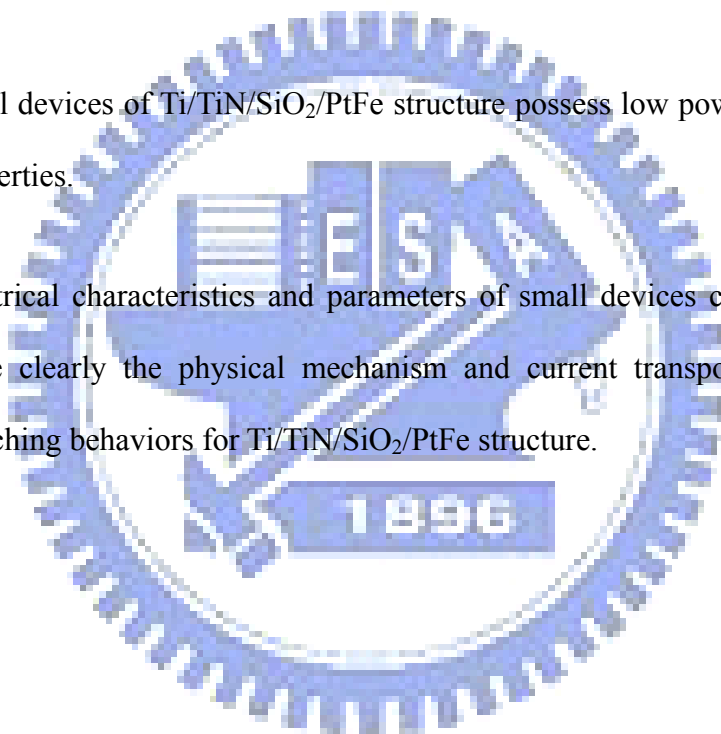 l devices of Ti/TiN/SiO₂/PtFe structure possess low pow
erties.
ESA
trical characteristics and parameters of small devices c
e clearly the physical mechanism and current transpo
ching behaviors for Ti/TiN/SiO₂/PtFe structure.
1896